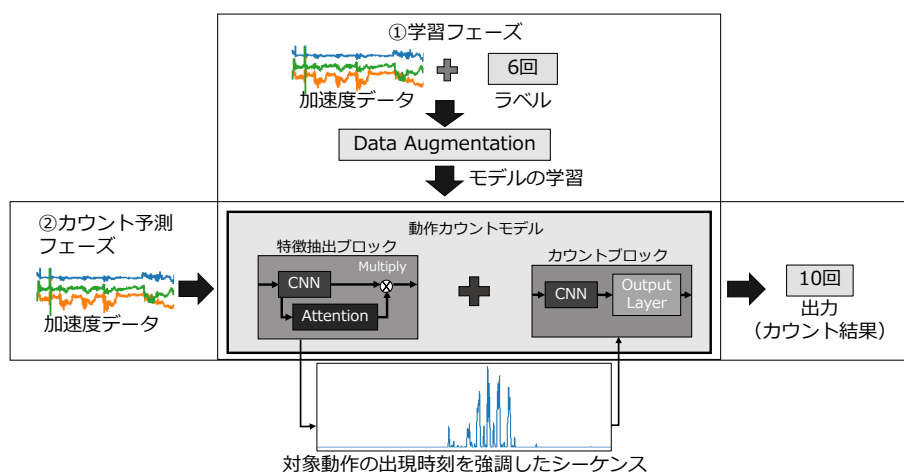 ①学習フェーズ
6回
加速度データ
ラベル
Data Augmentation
モデルの学習
②カウント予測
フェーズ
加速度データ
動作カウントモデル
特徴抽出ブロック
Multiply
CNN
Attention
カウントブロック
CNN
Output
Layer
10回
出力
（カウント結果）
対象動作の出現時刻を強調したシーケンス